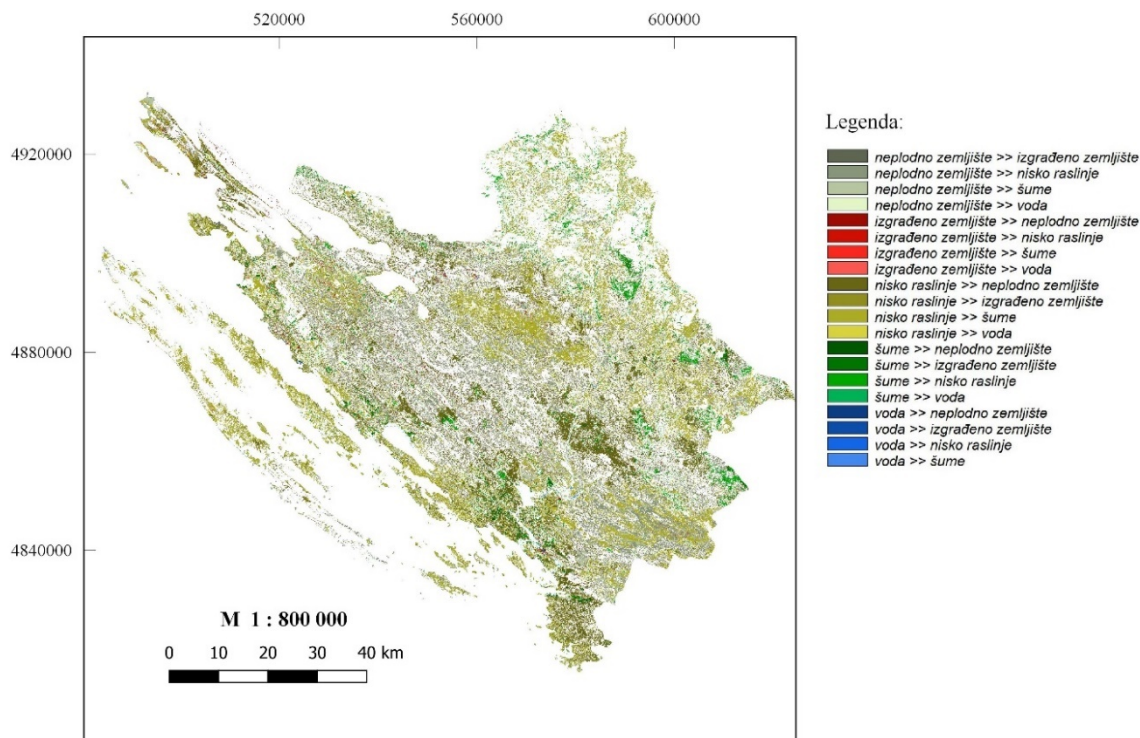 520000 560000 600000
4920000
4880000
4840000
M 1 : 800 000
0 10 20 30 40 km
Legenda:
neplodno zemljište >> izgrađeno zemljište
neplodno zemljište >> nisko raslinje
neplodno zemljište >> šume
neplodno zemljište >> voda
izgrađeno zemljište >> neplodno zemljište
izgrađeno zemljište >> nisko raslinje
izgrađeno zemljište >> šume
izgrađeno zemljište >> voda
nisko raslinje >> neplodno zemljište
nisko raslinje >> izgrađeno zemljište
nisko raslinje >> šume
nisko raslinje >> voda
šume >> neplodno zemljište
šume >> izgrađeno zemljište
šume >> nisko raslinje
šume >> voda
voda >> neplodno zemljište
voda >> izgrađeno zemljište
voda >> nisko raslinje
voda >> šume